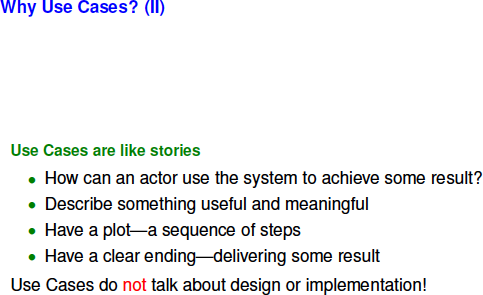 Why Use Cases? (II)
Use Cases are like stories
• How can an actor use the system to achieve some result?
• Describe something useful and meaningful
• Have a plot—a sequence of steps
• Have a clear ending—delivering some result
Use Cases do not talk about design or implementation!